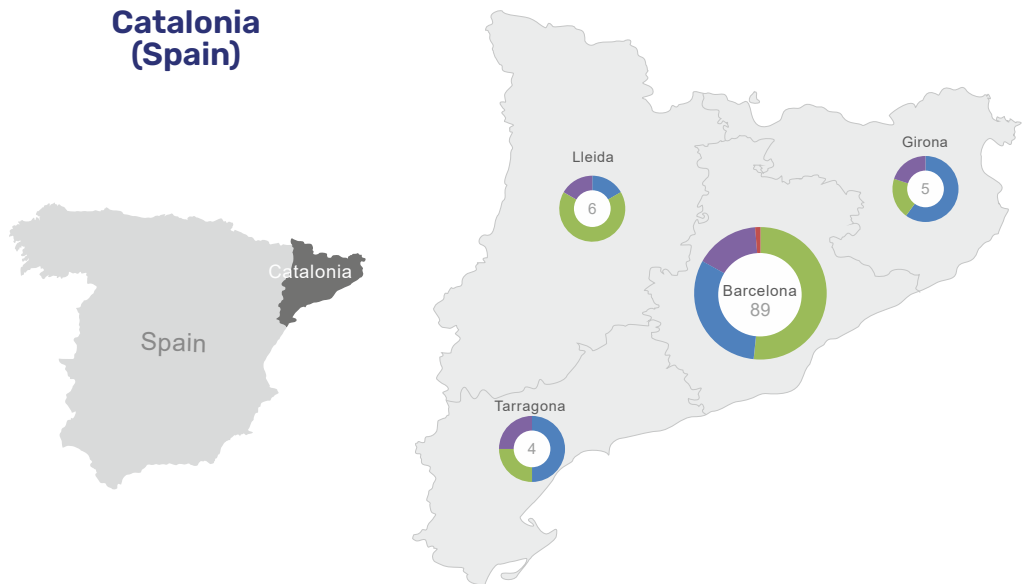 Catalonia
(Spain)
Catalonia
Spain
Lleida
6
Girona
5
Barcelona
89
Tarragona
4